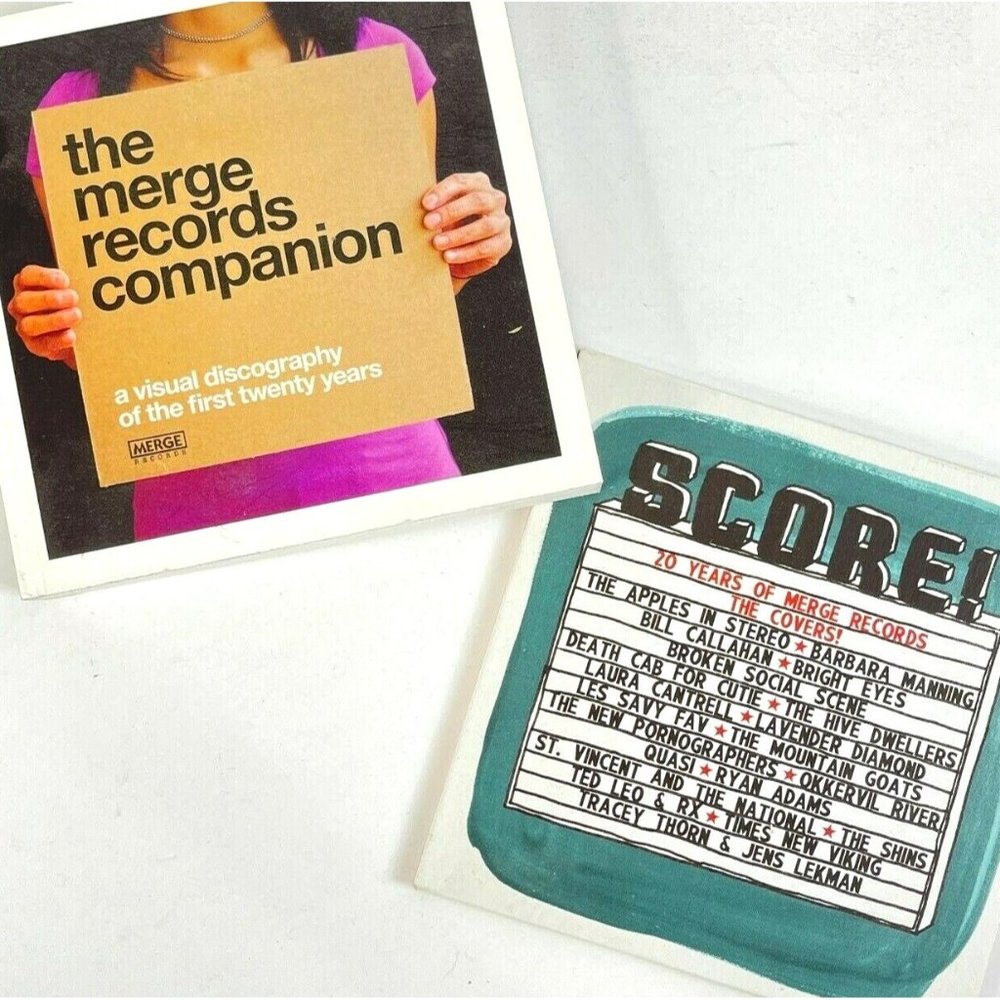 the
merge
records
companion
a visual discography
of the first twenty years
MERGE
RECORDS
SCORE!
20 YEARS OF MERGE RECORDS
THE COVERS!
THE APPLES IN STEREO ★ BARBARA MANNING
BILL CALLAHAN ★ BRIGHT EYES
BROKEN SOCIAL SCENE
DEATH CAB FOR CUTIE ★ THE HIVE DWELLERS
LAURA CANTRELL ★ LAVENDER DIAMOND
LES SAVY FAV ★ THE MOUNTAIN GOATS
THE NEW PORNOGRAPHERS ★ OKKERVIL RIVER
QUASI ★ RYAN ADAMS
ST. VINCENT AND THE NATIONAL ★ THE SHINS
TED LEO & RX ★ TIMES NEW VIKING
TRACEY THORN & JENS LEKMAN